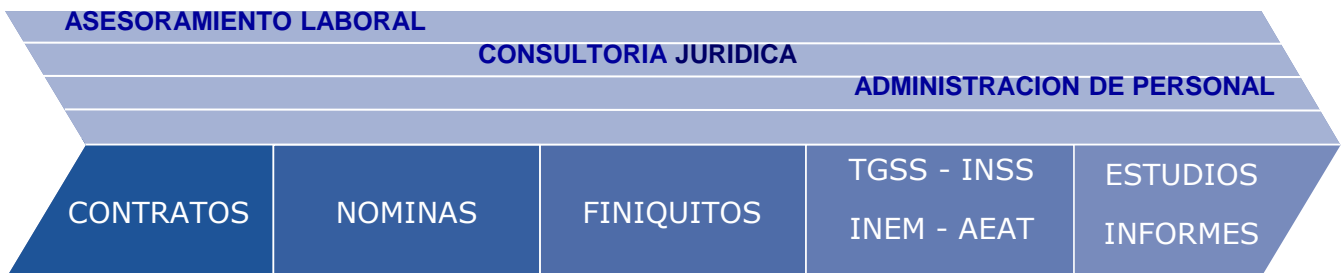 ASESORAMIENTO LABORAL
CONSULTORIA JURIDICA
ADMINISTRACION DE PERSONAL
CONTRATOS
NOMINAS
FINIQUITOS
TGSS - INSS
INEM - AEAT
ESTUDIOS
INFORMES